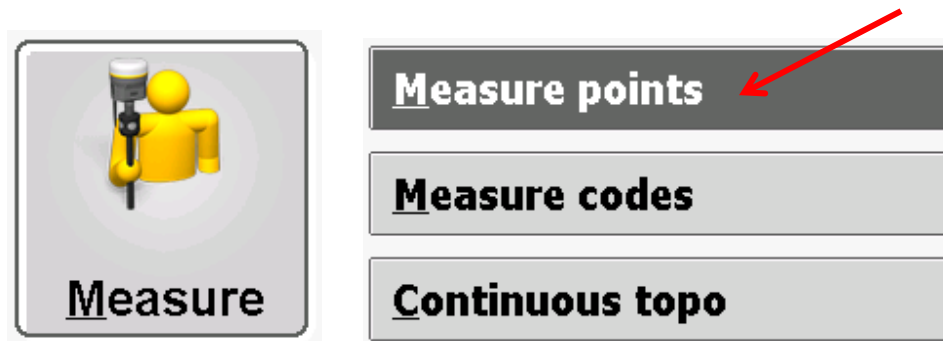 Measure
Measure points
Measure codes
Continuous topo